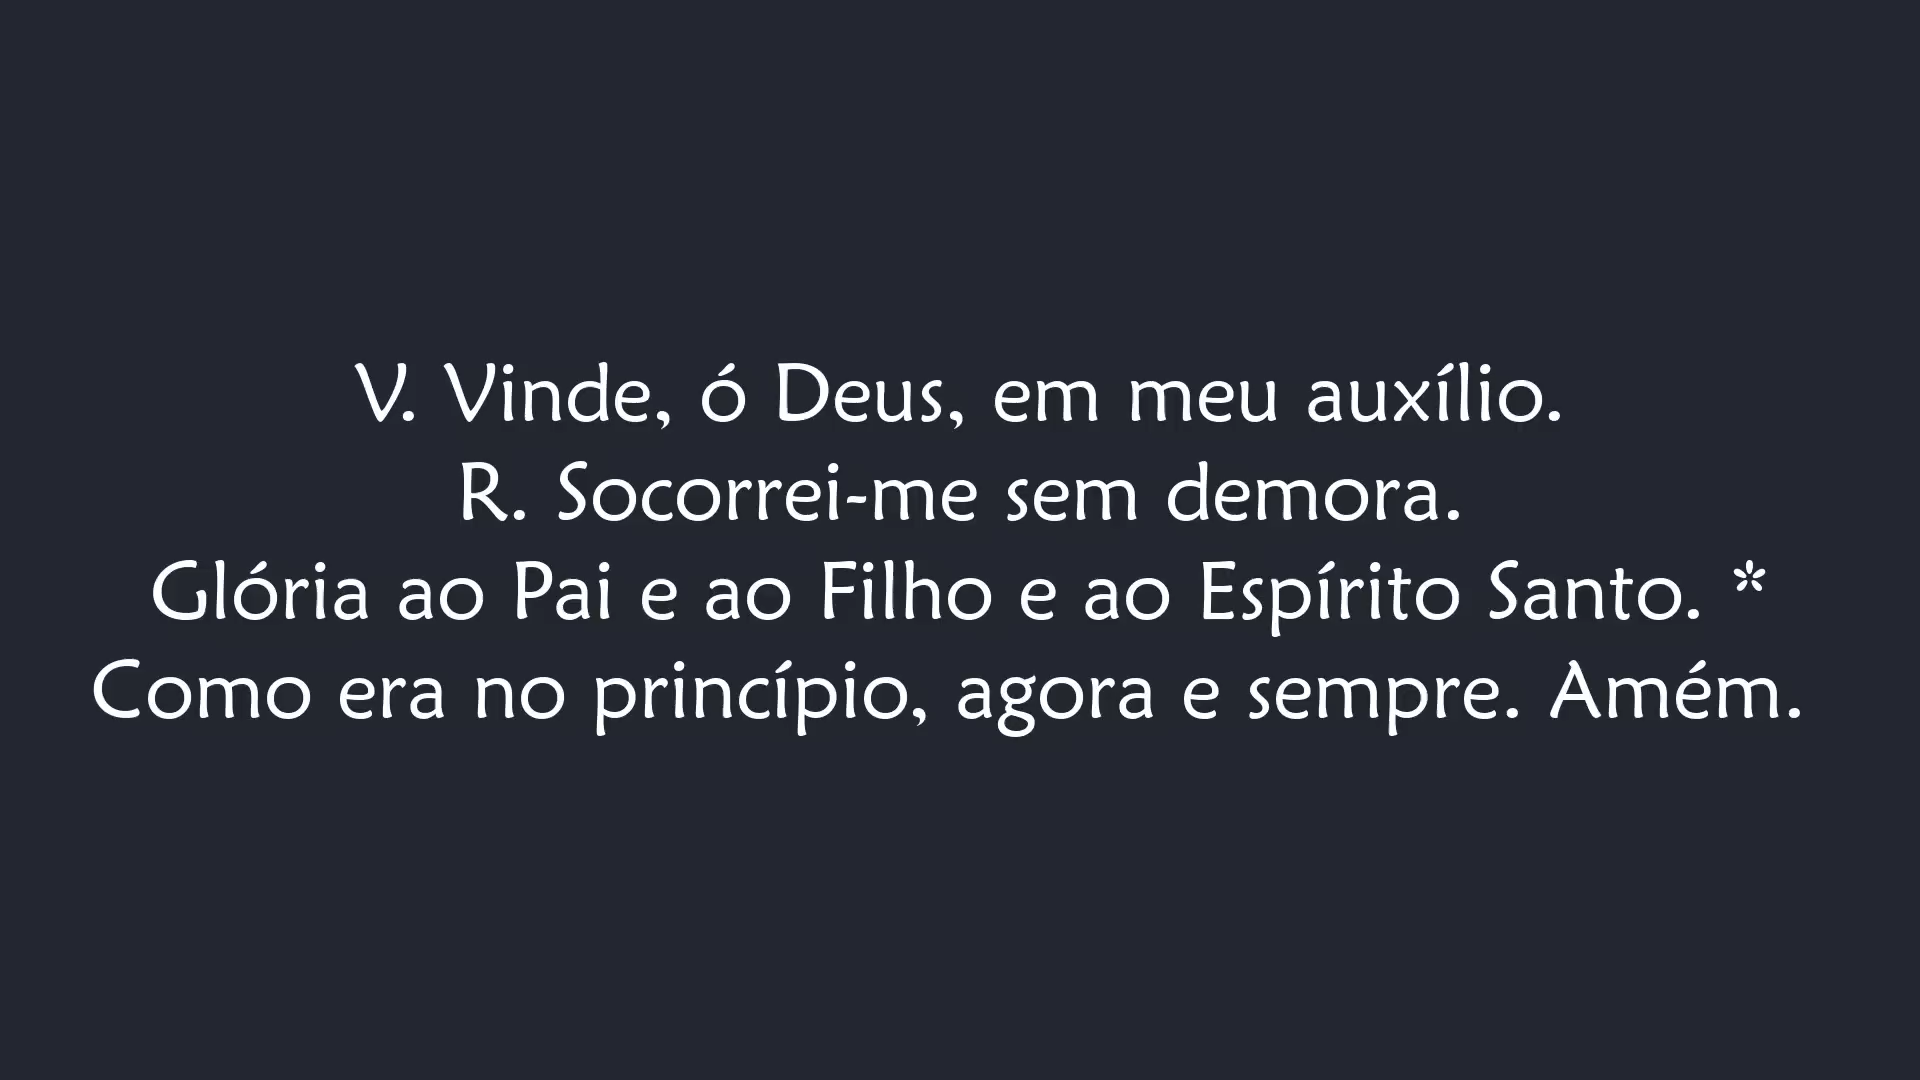 V. Vinde, ó Deus, em meu auxílio.
R. Socorrei-me sem demora.
Glória ao Pai e ao Filho e ao Espírito Santo. *
Como era no princípio, agora e sempre. Amém.